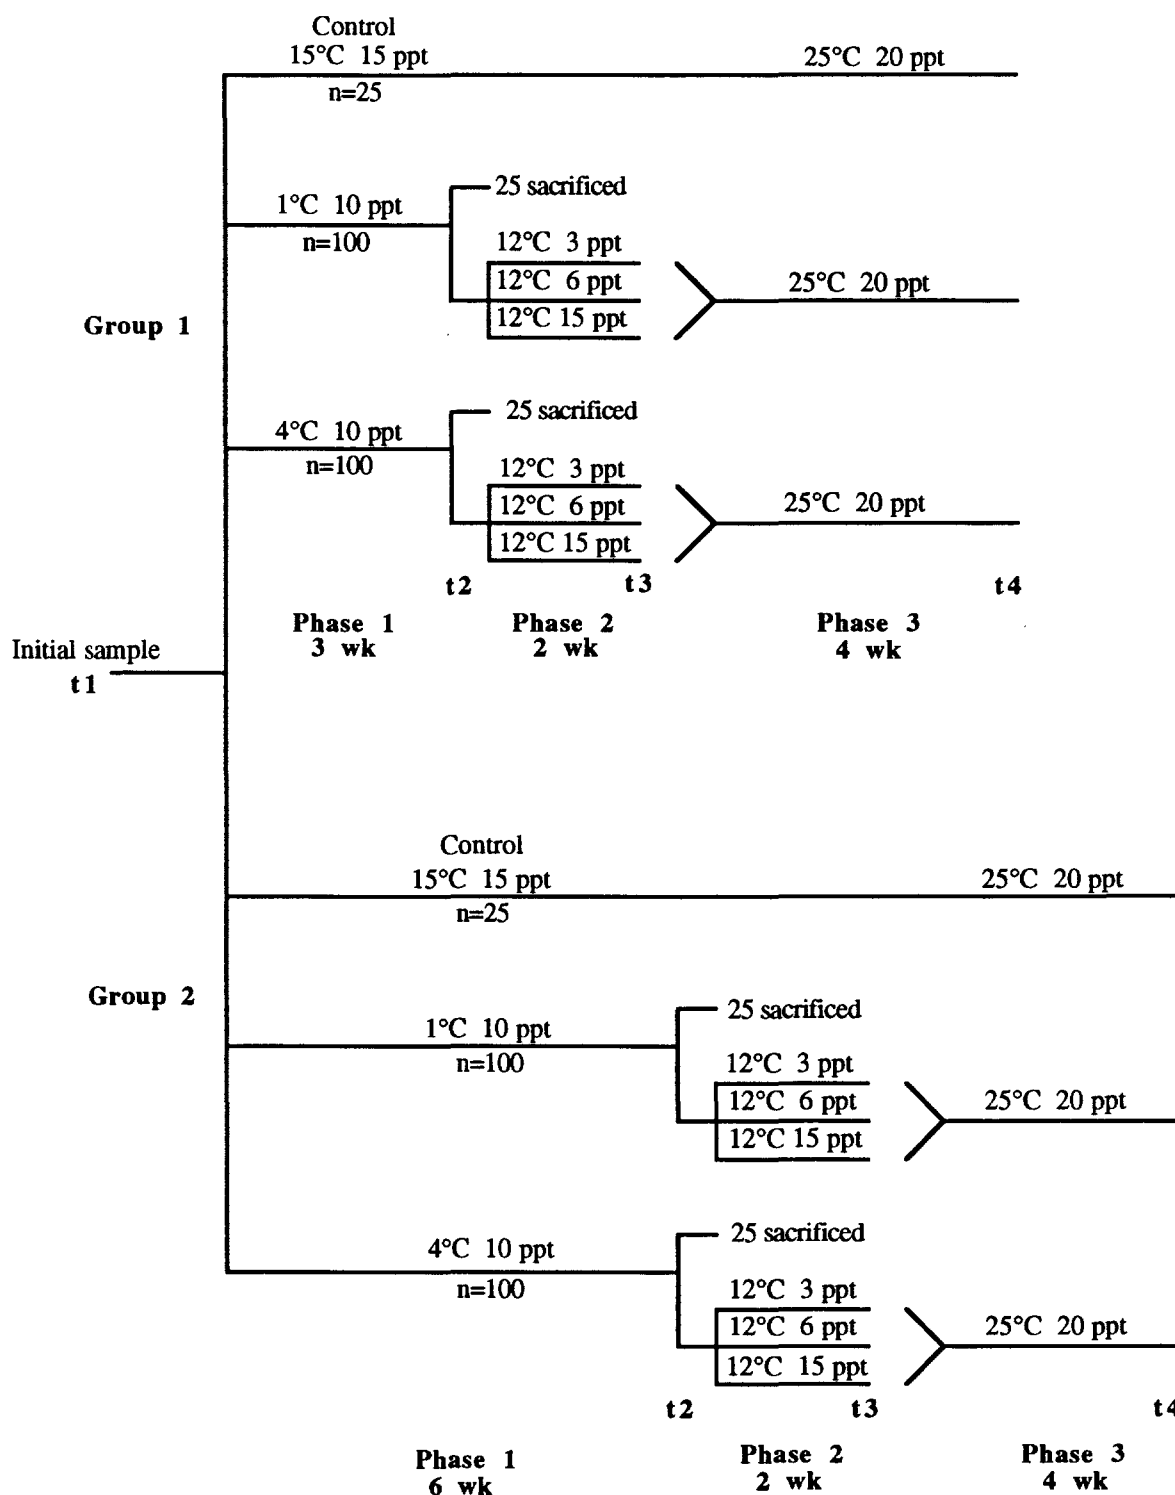 Control
15°C 15 ppt
25°C 20 ppt
n=25
25 sacrificed
1°C 10 ppt
n=100
12°C 3 ppt
12°C 6 ppt
12°C 15 ppt
25°C 20 ppt
Group 1
25 sacrificed
4°C 10 ppt
n=100
12°C 3 ppt
12°C 6 ppt
12°C 15 ppt
25°C 20 ppt
t2
t3
t4
Phase 1
3 wk
Phase 2
2 wk
Phase 3
4 wk
Initial sample
t1
Control
15°C 15 ppt
25°C 20 ppt
n=25
Group 2
25 sacrificed
1°C 10 ppt
n=100
12°C 3 ppt
12°C 6 ppt
12°C 15 ppt
25°C 20 ppt
25 sacrificed
4°C 10 ppt
n=100
12°C 3 ppt
12°C 6 ppt
12°C 15 ppt
25°C 20 ppt
t2
t3
t4
Phase 1
6 wk
Phase 2
2 wk
Phase 3
4 wk